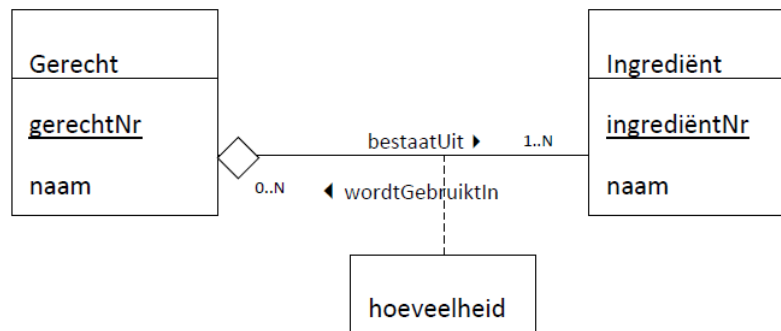 Gerecht
gerechtNr
naam
bestaatUit ▶
1..N
0..N
◀ wordtGebruiktIn
hoeveelheid
Ingrediënt
ingrediëntNr
naam